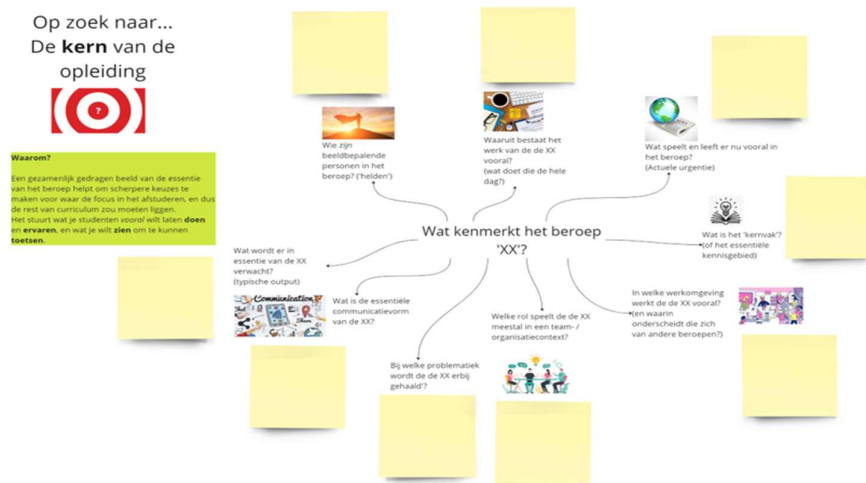 Op zoek naar...
De kern van de
opleiding
?
Waarom?
Een gezamenlijk gedragen beeld van de essentie
van het beroep helpt om scherpere keuzes te
maken voor waar de focus in het afstuderen, en dus
de rest van curriculum zou moeten liggen.
Het stuurt wat je studenten vooral wilt laten doen
en ervaren, en wat je wilt zien om te kunnen
toetsen.
Wie zijn
beeldbepalende
personen in het
beroep? ('helden')
Waaruit bestaat het
werk van de de XX
vooral?
(wat doet die de hele
dag?)
Wat speelt en leeft er nu vooral in
het beroep?
(Actuele urgentie)
Wat is het 'kernvak'?
(of het essentiële
kennisgebied)
Wat kenmerkt het beroep
'XX'?
Wat wordt er in
essentie van de XX
verwacht?
(typische output)
Communication
Chat
Share
Wat is de essentiële
communicatievorm
van de XX?
Bij welke problematiek
wordt de de XX erbij
gehaald'?
Welke rol speelt de de XX
meestal in een team- /
organisatiecontext?
In welke werkomgeving
werkt de de XX vooral?
(en waarin
onderscheidt die zich
van andere beroepen?)